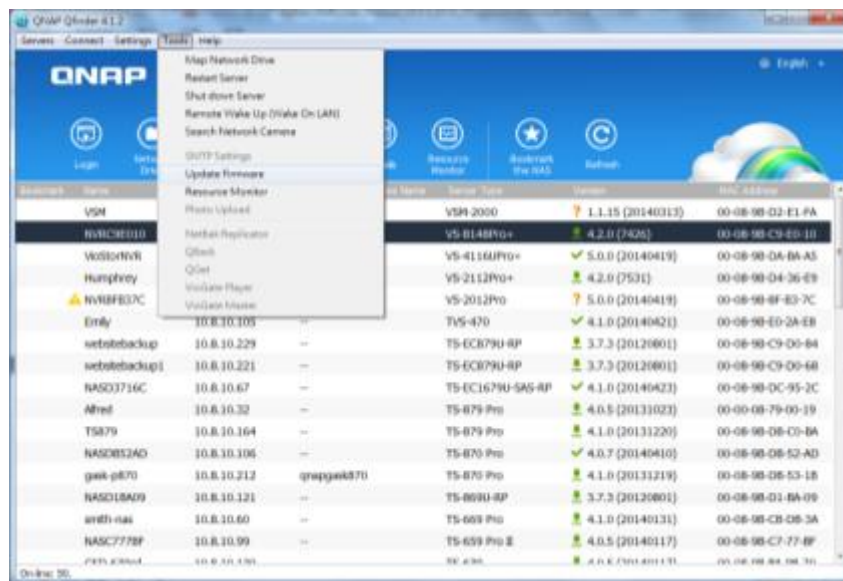 QNAP Qfinder 4.1.2
Servers Connect Settings Tools Help
QNAP
English
Map Network Drive
Restart Server
Shut down Server
Remote Wake Up (Wake On LAN)
Search Network Camera
Settings
Update Firmware
Resource Monitor
Photo Upload
NetBak Replicator
QBack
QGet
VioGate Player
VioGate Master
Login Resource Monitor Bookmark the NAS Refresh
Bookmark Name Name Server Type Version MAC Address
VSM VSM-2000 1.1.15 (20140313) 00-08-9B-D2-E1-FA
VS-8148Pro+ 4.2.0 (7426) 00-08-9B-C9-E0-10
VioStorNVR VS-4116UPro+ 5.0.0 (20140419) 00-08-9B-DA-BA-A5
Humphrey VS-2112Pro+ 4.2.0 (7531) 00-08-9B-D4-36-E9
VS-2012Pro 5.0.0 (20140419) 00-08-9B-8F-B3-7C
Emily 10.8.10.105 -- TVS-470 4.1.0 (20140421) 00-08-9B-E0-2A-EB
websitebackup 10.8.10.229 -- TS-EC879U-RP 3.7.3 (20120801) 00-08-9B-C9-D0-84
websitebackup1 10.8.10.221 -- TS-EC879U-RP 3.7.3 (20120801) 00-08-9B-C9-D0-68
NASD3716C 10.8.10.67 -- TS-EC1679U-SAS-RP 4.1.0 (20140423) 00-08-9B-DC-95-2C
Alfred 10.8.10.32 -- TS-879 Pro 4.0.5 (20131023) 00-00-08-79-00-19
TS879 10.8.10.164 -- TS-879 Pro 4.1.0 (20131220) 00-08-9B-DB-C0-BA
NASD852AD 10.8.10.106 -- TS-870 Pro 4.0.7 (20140410) 00-08-9B-D8-52-AD
gask-p870 10.8.10.212 qnapgask870 TS-870 Pro 4.1.0 (20131219) 00-08-9B-D8-53-1B
NASD18A09 10.8.10.121 -- TS-869U-RP 3.7.3 (20120801) 00-08-9B-D1-8A-09
smith-nas 10.8.10.60 -- TS-669 Pro 4.1.0 (20140131) 00-08-9B-CB-D8-3A
NASC777BF 10.8.10.99 -- TS-659 Pro II 4.0.5 (20140117) 00-08-9B-C7-77-BF
On-line: 50.